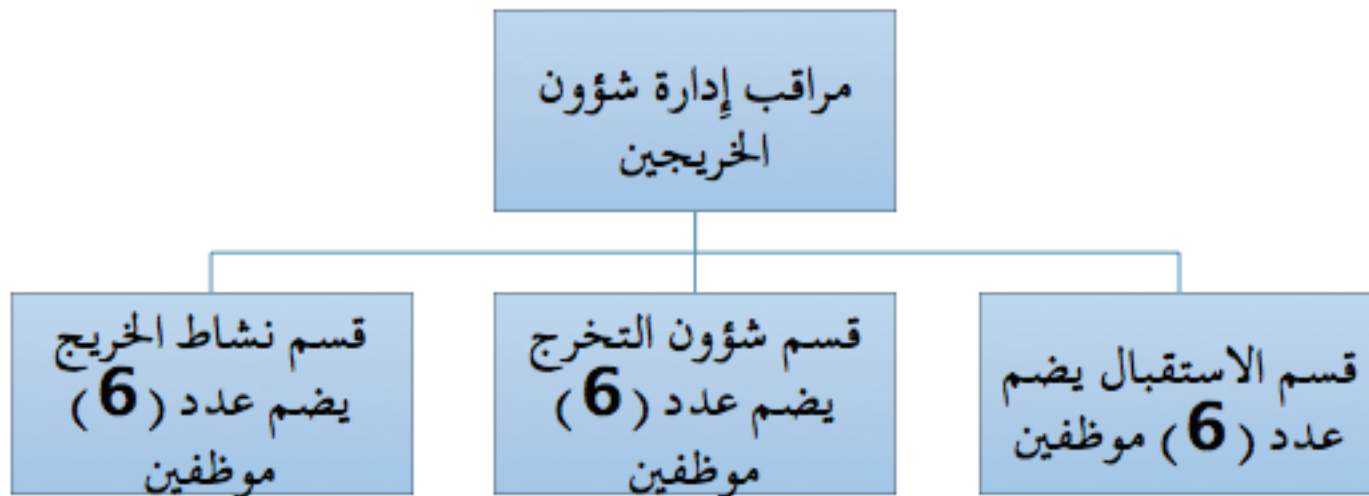 مراقب إِدارة شؤون
الخريجين
قسم الاستقبال يضم
عدد (6) موظفين
قسم شؤون التخرج
يضم عدد (6)
موظفين
قسم نشاط الخريج
يضم عدد (6)
موظفين